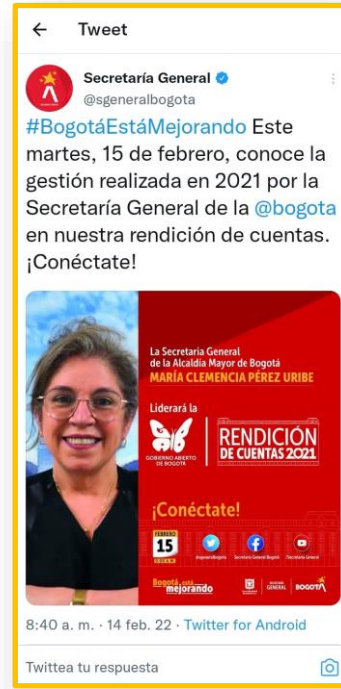 ← Tweet
Secretaría General
@sgeneralbogota
#BogotáEstáMejorando Este
martes, 15 de febrero, conoce la
gestión realizada en 2021 por la
Secretaría General de la @bogota
en nuestra rendición de cuentas.
¡Conéctate!
La Secretaria General
de la Alcaldía Mayor de Bogotá
MARÍA CLEMENCIA PÉREZ URIBE
Liderará la
GOBIERNO ABIERTO
DE BOGOTÁ
RENDICIÓN
DE CUENTAS 2021
¡Conéctate!
FEBRERO
15
Bogotá está
mejorando
SECRETARÍA
GENERAL
BOGOTÁ
8:40 a. m. · 14 feb. 22 · Twitter for Android
Twittea tu respuesta